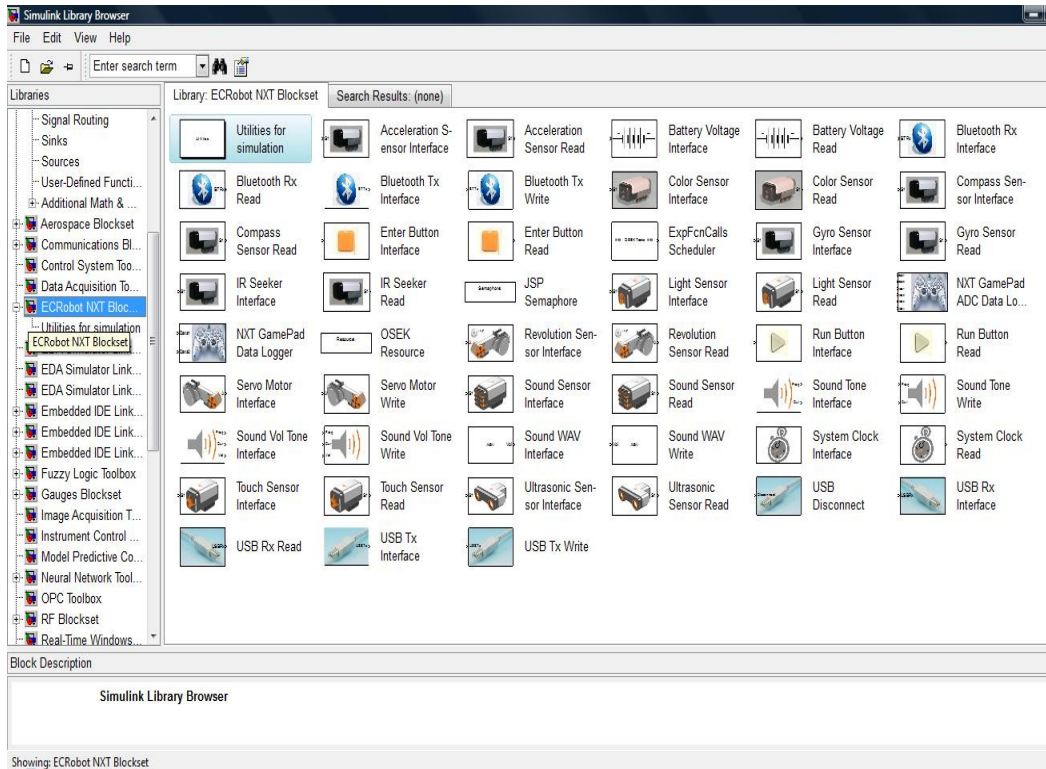 Simulink Library Browser
File Edit View Help
Enter search term
Libraries
Library: ECRobot NXT Blockset Search Results: (none)
Signal Routing
Sinks
Sources
User-Defined Functi...
Additional Math & ...
Aerospace Blockset
Communications Bl...
Control System Too...
Data Acquisition To...
ECRobot NXT Bloc...
Utilities for simulation
ECRobot NXT Blockset
EDA Simulator Link...
EDA Simulator Link...
Embedded IDE Link...
Embedded IDE Link...
Embedded IDE Link...
Fuzzy Logic Toolbox
Gauges Blockset
Image Acquisition T...
Instrument Control ...
Model Predictive Co...
Neural Network Tool...
OPC Toolbox
RF Blockset
Real-Time Windows...
Utilities for
simulation
Acceleration S-
ensor Interface
Acceleration
Sensor Read
Battery Voltage
Interface
Battery Voltage
Read
Bluetooth Rx
Interface
Bluetooth Rx
Read
Bluetooth Tx
Interface
Bluetooth Tx
Write
Color Sensor
Interface
Color Sensor
Read
Compass Sen-
sor Interface
Compass
Sensor Read
Enter Button
Interface
Enter Button
Read
ExpFcnCalls
Scheduler
Gyro Sensor
Interface
Gyro Sensor
Read
IR Seeker
Interface
IR Seeker
Read
Semaphore
JSP
Semaphore
Light Sensor
Interface
Light Sensor
Read
NXT GamePad
ADC Data Lo...
NXT GamePad
Data Logger
Resource
OSEK
Resource
Revolution Sen-
sor Interface
Revolution
Sensor Read
Run Button
Interface
Run Button
Read
Servo Motor
Interface
Servo Motor
Write
Sound Sensor
Interface
Sound Sensor
Read
Sound Tone
Interface
Sound Tone
Write
Sound Vol Tone
Interface
Sound Vol Tone
Write
Sound WAV
Interface
Sound WAV
Write
System Clock
Interface
System Clock
Read
Touch Sensor
Interface
Touch Sensor
Read
Ultrasonic Sen-
sor Interface
Ultrasonic
Sensor Read
USB
Disconnect
USB Rx
Interface
USB Rx Read
USB Tx
Interface
USB Tx Write
Block Description
Simulink Library Browser
Showing: ECRobot NXT Blockset